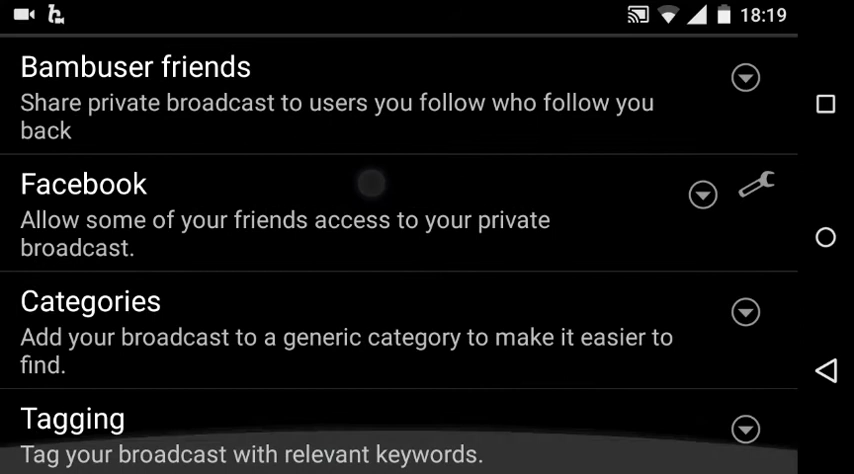 18:19
Bambuser friends
Share private broadcast to users you follow who follow you
back
Facebook
Allow some of your friends access to your private
broadcast.
Categories
Add your broadcast to a generic category to make it easier to
find.
Tagging
Tag your broadcast with relevant keywords.